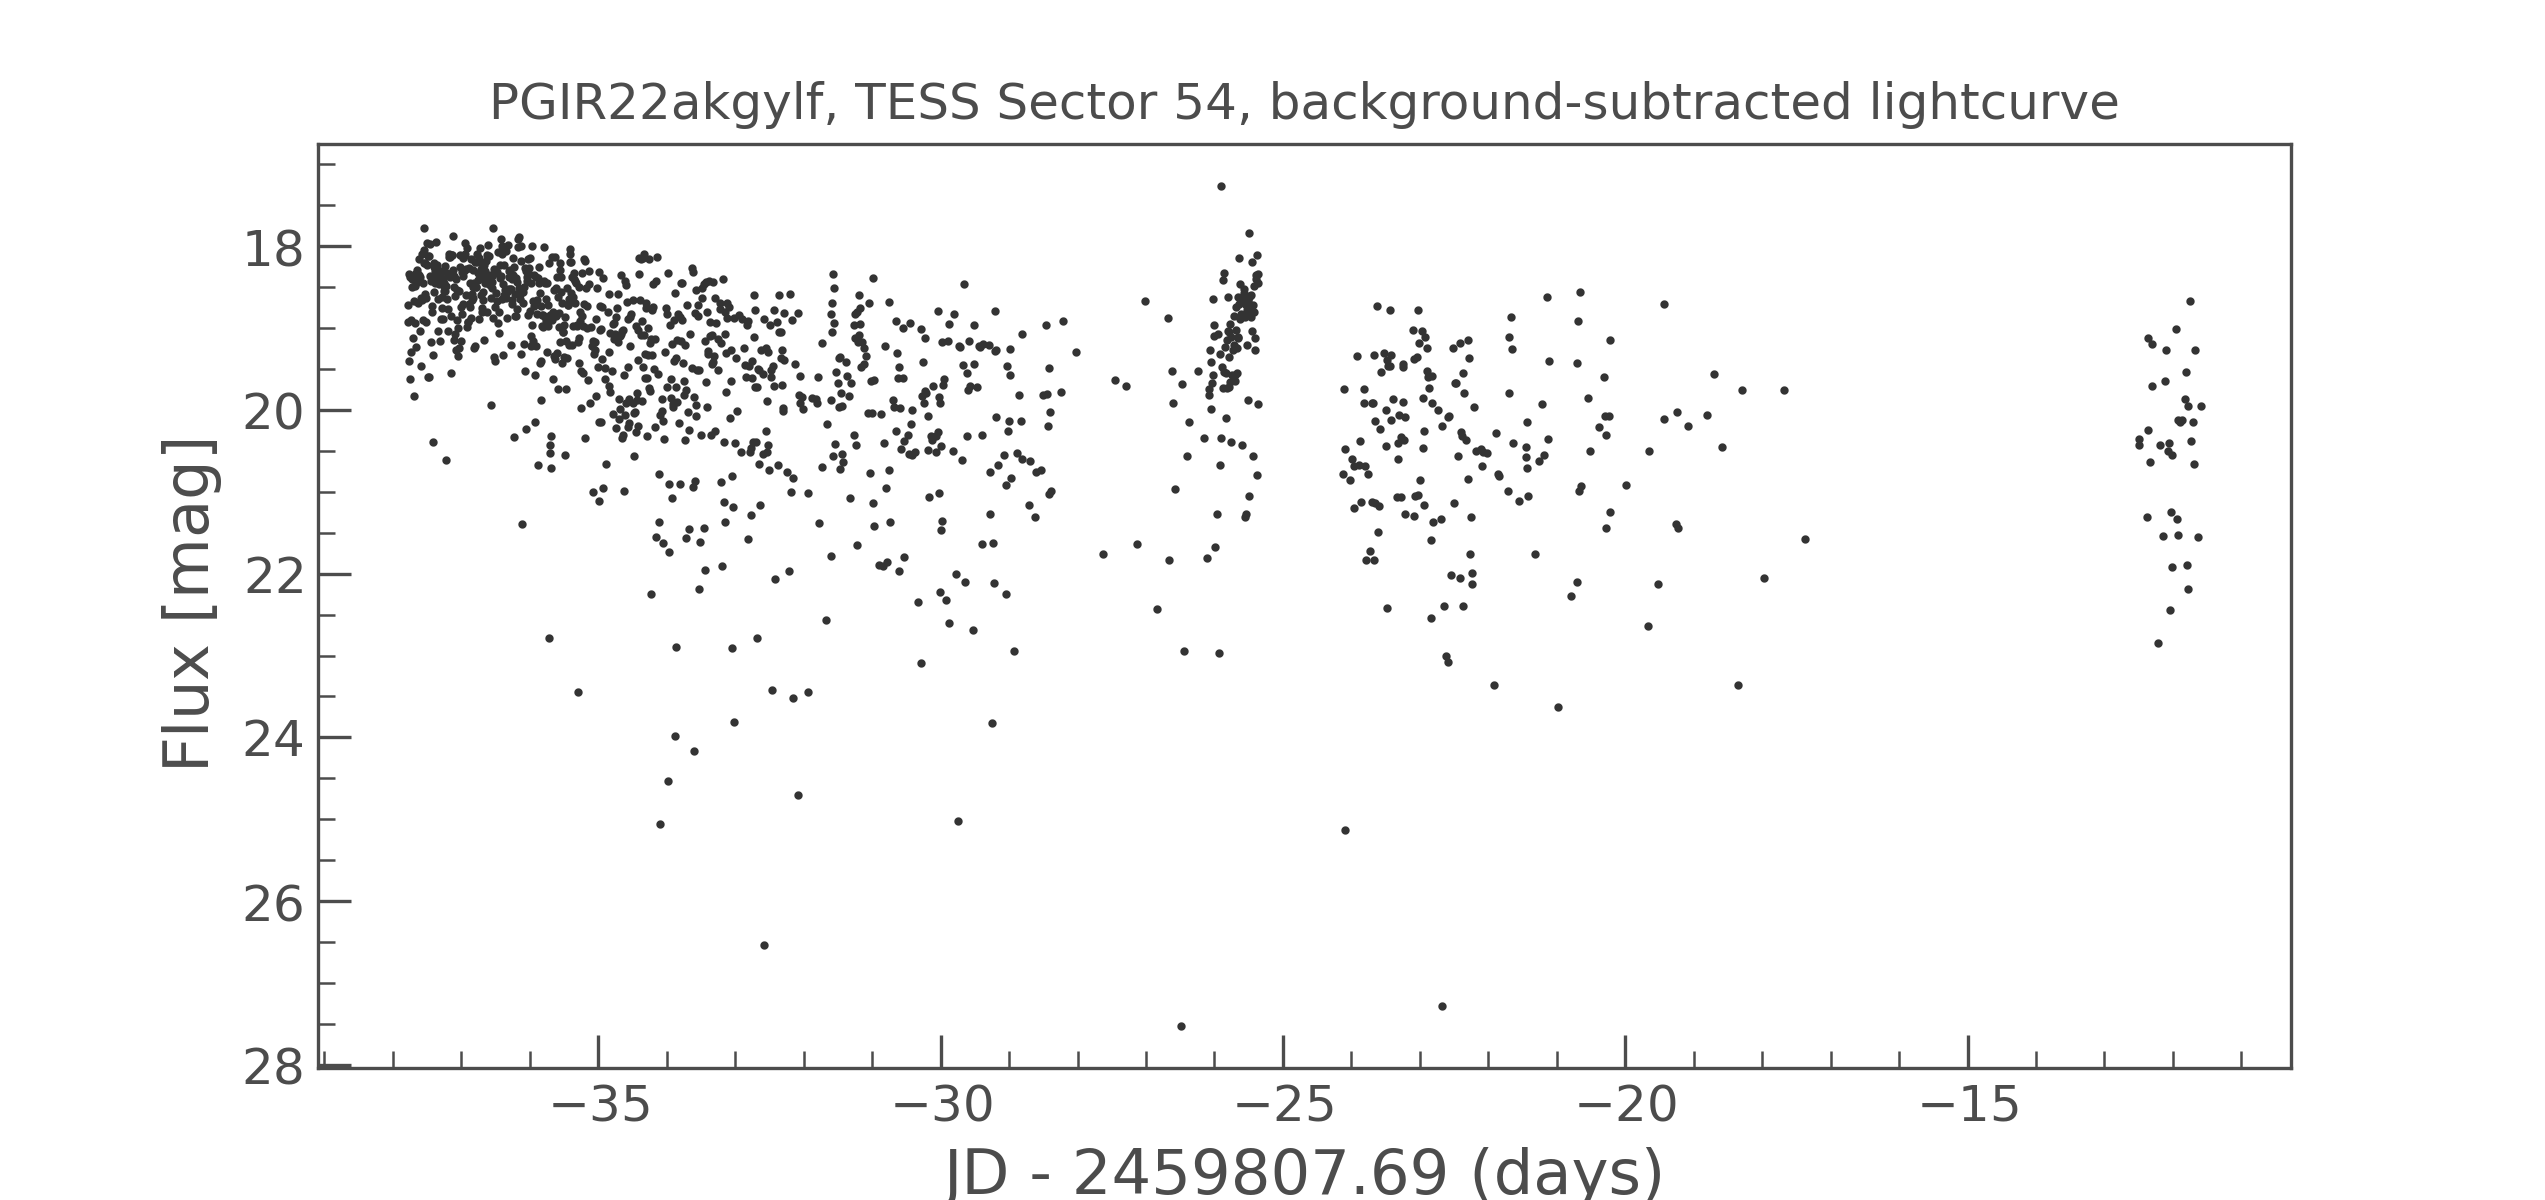 PGIR22akgylf, TESS Sector 54, background-subtracted lightcurve
Flux [mag]
18
20
22
24
26
28
−35 −30 −25 −20 −15
JD - 2459807.69 (days)